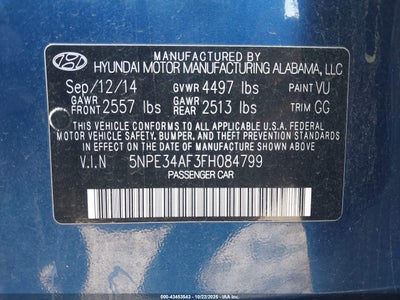 MANUFACTURED BY
HYUNDAI MOTOR MANUFACTURING ALABAMA, LLC
Sep/12/14 GVWR 4497 lbs PAINT VU
GAWR FRONT 2557 lbs GAWR REAR 2513 lbs TRIM GG
THIS VEHICLE CONFORMS TO ALL APPLICABLE U.S. FEDERAL
MOTOR VEHICLE SAFETY, BUMPER, AND THEFT PREVENTION STANDARDS
IN EFFECT ON THE DATE OF MANUFACTURE SHOWN ABOVE.
V.I.N 5NPE34AF3FH084799
PASSENGER CAR
000-43453543 - 10/23/2025 - IAA